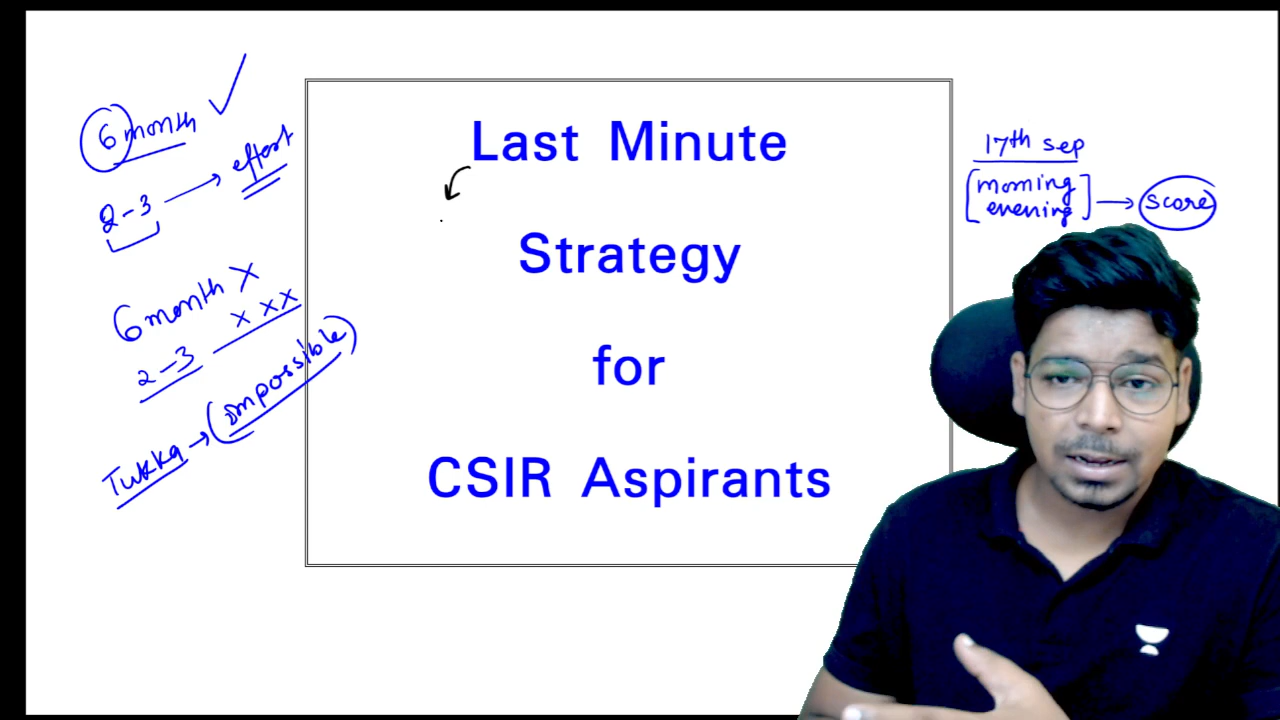 6 month
2-3 → effort
6 month X
2-3 x xx
Tukka → (impossible)
Last Minute
Strategy
for
CSIR Aspirants
17th sep
[morning
evening] → score